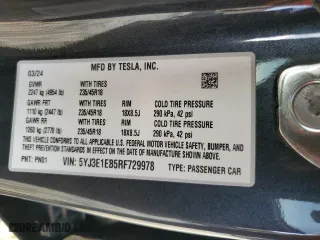 MFD BY TESLA, INC.
03/24
GVWR WITH TIRES
2247 kg (4954 lb) 235/45R18
GAWR FRT WITH TIRES RIM COLD TIRE PRESSURE
1110 kg (2447 lb) 235/45R18 18X8.5J 290 kPa, 42 psi
GAWR RR WITH TIRES RIM COLD TIRE PRESSURE
1260 kg (2778 lb) 235/45R18 18X8.5J 290 kPa, 42 psi
THIS VEHICLE CONFORMS TO ALL APPLICABLE U.S.
FEDERAL MOTOR VEHICLE SAFETY, BUMPER, AND THEFT
PREVENTION STANDARDS IN EFFECT ON THE DATE OF
MANUFACTURE SHOWN ABOVE.
PNT: PN01 VIN: 5YJ3E1EB5RF729978
TYPE: PASSENGER CAR